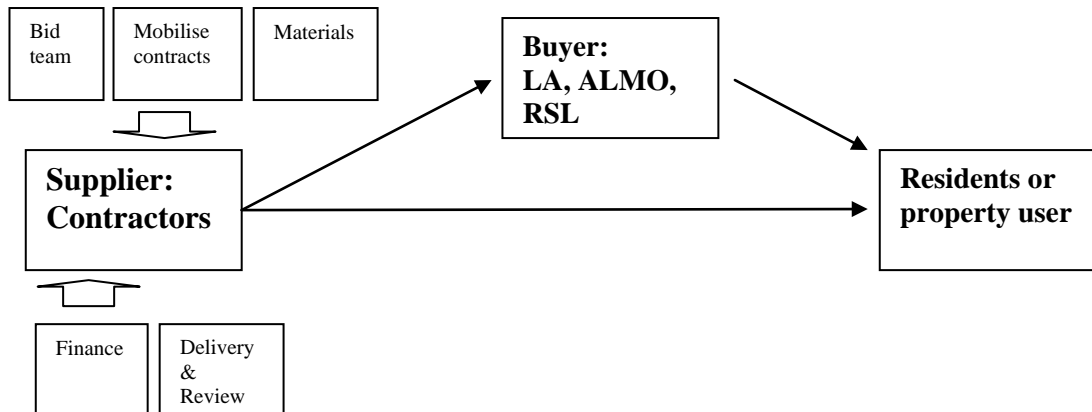 Bid
team
Mobilise
contracts
Materials
Buyer:
LA, ALMO,
RSL
Supplier:
Contractors
Residents or
property user
Finance
Delivery
&
Review